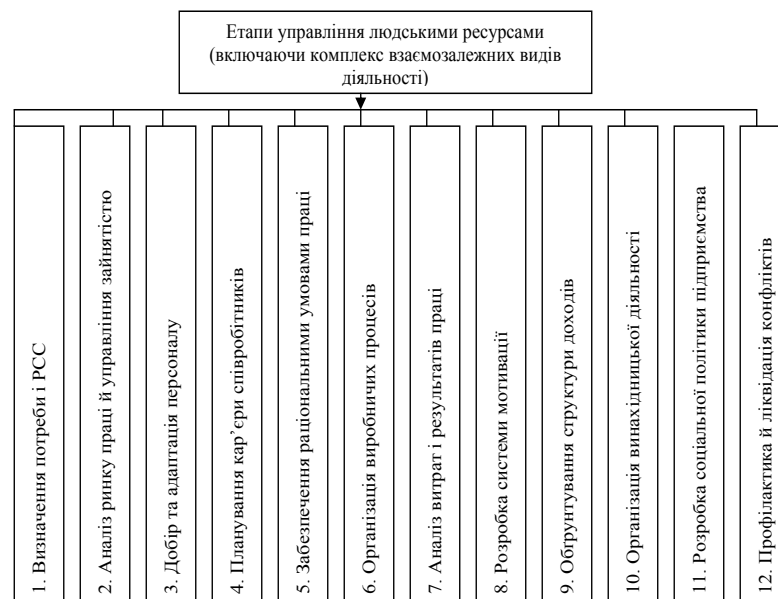 Етапи управління людськими ресурсами
(включаючи комплекс взаємозалежних видів
діяльності)
1. Визначення потреби і РСС
2. Аналіз ринку праці й управління зайнятістю
3. Добір та адаптація персоналу
4. Планування кар’єри співробітників
5. Забезпечення раціональними умовами праці
6. Організація виробничих процесів
7. Аналіз витрат і результатів праці
8. Розробка системи мотивації
9. Обґрунтування структури доходів
10. Організація винахідницької діяльності
11. Розробка соціальної політики підприємства
12. Профілактика й ліквідація конфліктів